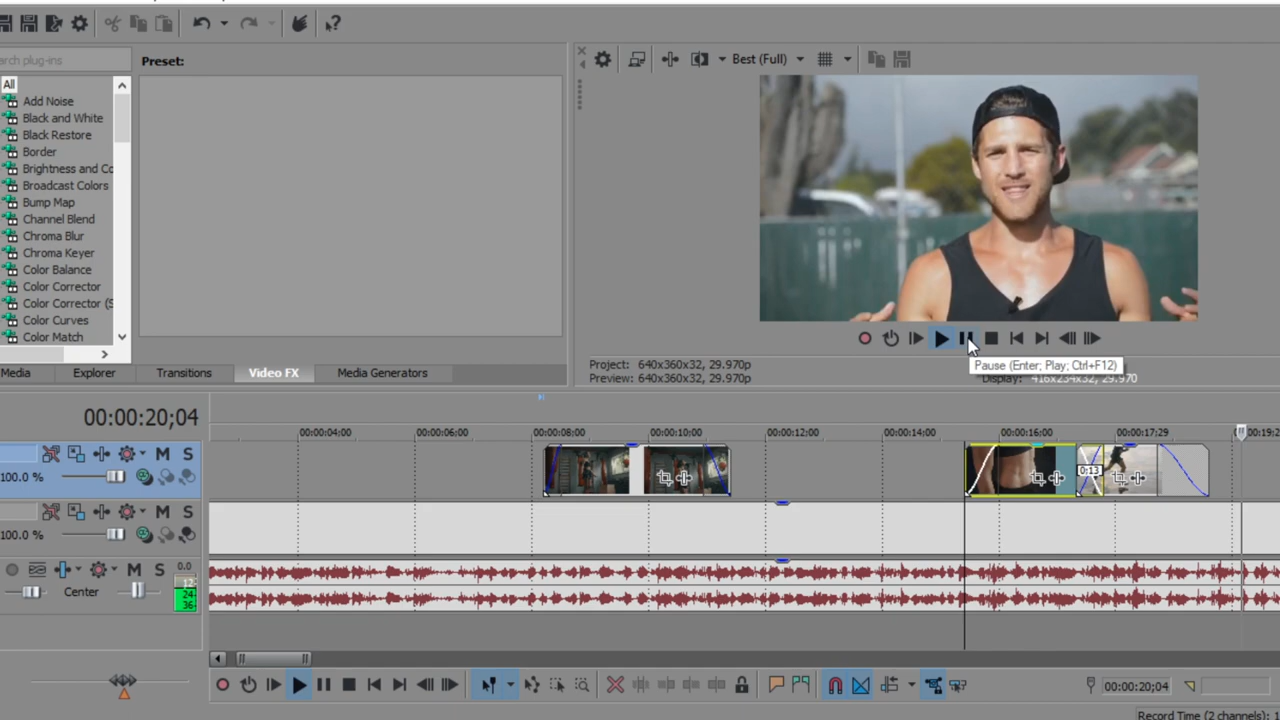 arch plug-ins
Preset:
Best (Full)
All
Add Noise
Black and White
Black Restore
Border
Brightness and Co
Broadcast Colors
Bump Map
Channel Blend
Chroma Blur
Chroma Keyer
Color Balance
Color Corrector
Color Corrector (S
Color Curves
Color Match
Pause (Enter; Play; Ctrl+F12)
Project: 640x360x32, 29.970p
Preview: 640x360x32, 29.970p
Display: 416x234x32, 29.970
Media
Explorer
Transitions
Video FX
Media Generators
00:00:20;04
00:00:04:00
00:00:06:00
00:00:08:00
00:00:10:00
00:00:12:00
00:00:14:00
00:00:16:00
00:00:17:29
M S
100.0 %
0:13
M S
100.0 %
M S
0.0
12
24
36
Center
00:00:20;04
Record Time (2 channels): 1